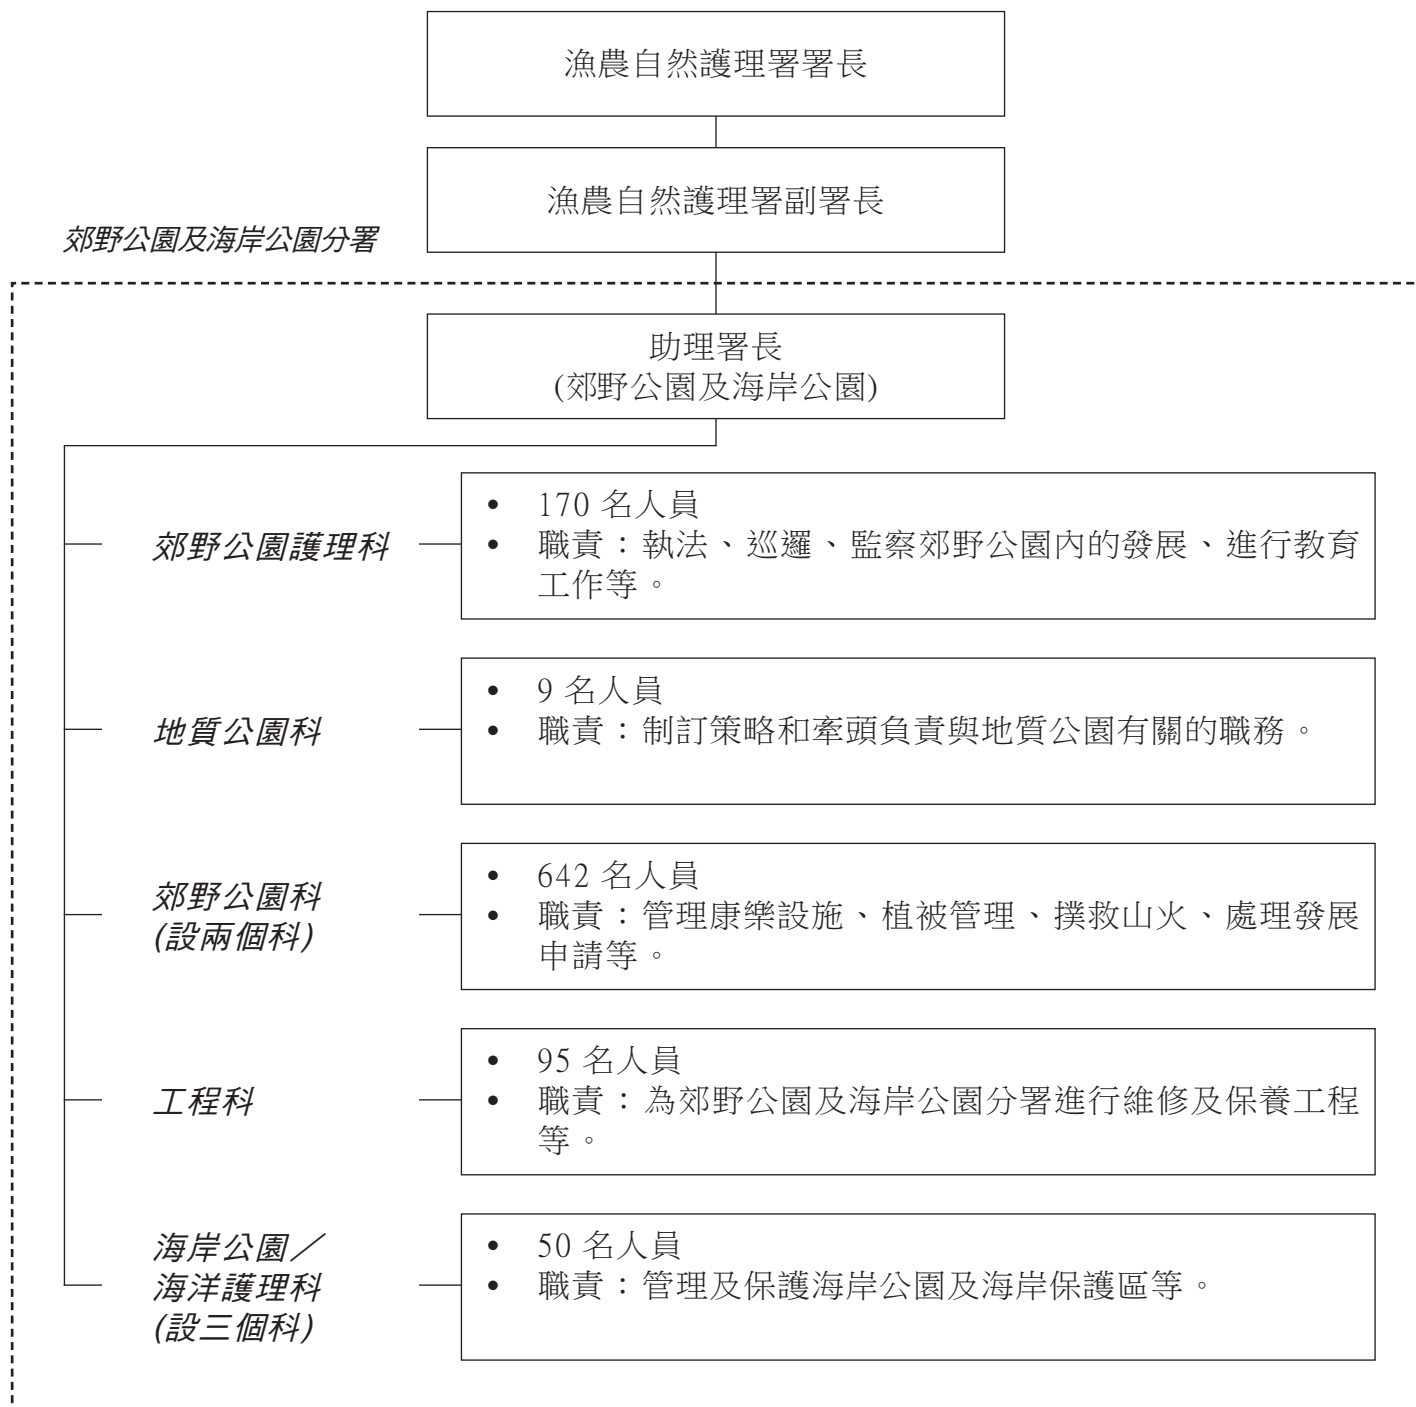 漁農自然護理署署長
漁農自然護理署副署長
郊野公園及海岸公園分署
助理署長
(郊野公園及海岸公園)
郊野公園護理科
• 170 名人員
• 職責：執法、巡邏、監察郊野公園內的發展、進行教育
工作等。
地質公園科
• 9 名人員
• 職責：制訂策略和牽頭負責與地質公園有關的職務。
郊野公園科
(設兩個科)
• 642 名人員
• 職責：管理康樂設施、植被管理、撲救山火、處理發展
申請等。
工程科
• 95 名人員
• 職責：為郊野公園及海岸公園分署進行維修及保養工程
等。
海岸公園／
海洋護理科
(設三個科)
• 50 名人員
• 職責：管理及保護海岸公園及海岸保護區等。